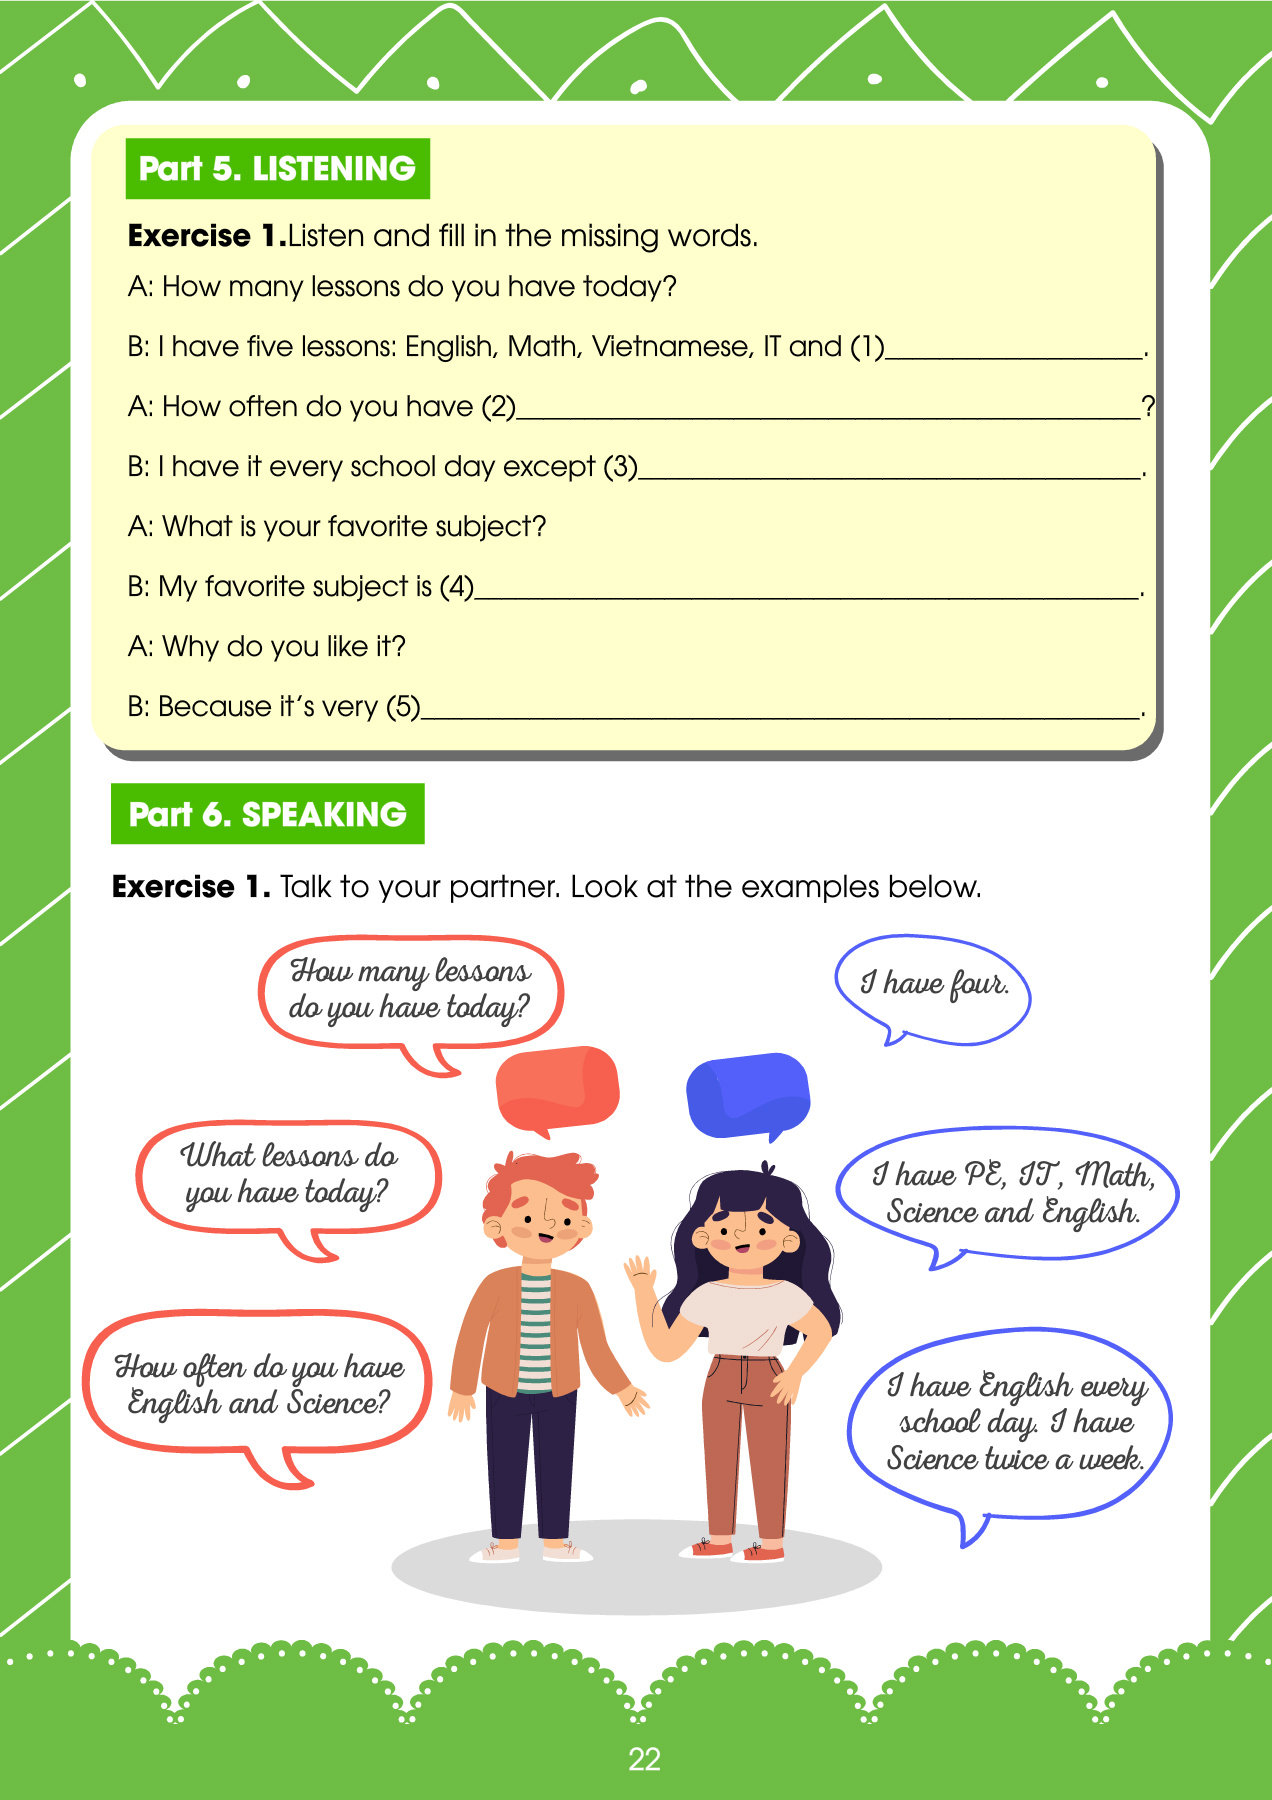 Part 5. LISTENING
Exercise 1.Listen and fill in the missing words.
A: How many lessons do you have today?
B: I have five lessons: English, Math, Vietnamese, IT and (1)_________________.
A: How often do you have (2)_________________________________________?
B: I have it every school day except (3)_________________________________.
A: What is your favorite subject?
B: My favorite subject is (4)____________________________________________.
A: Why do you like it?
B: Because it's very (5)_______________________________________________.
Part 6. SPEAKING
Exercise 1. Talk to your partner. Look at the examples below.
How many lessons
do you have today?
I have four.
What lessons do
you have today?
I have PE, IT, Math,
Science and English.
How often do you have
English and Science?
I have English every
school day. I have
Science twice a week.
22